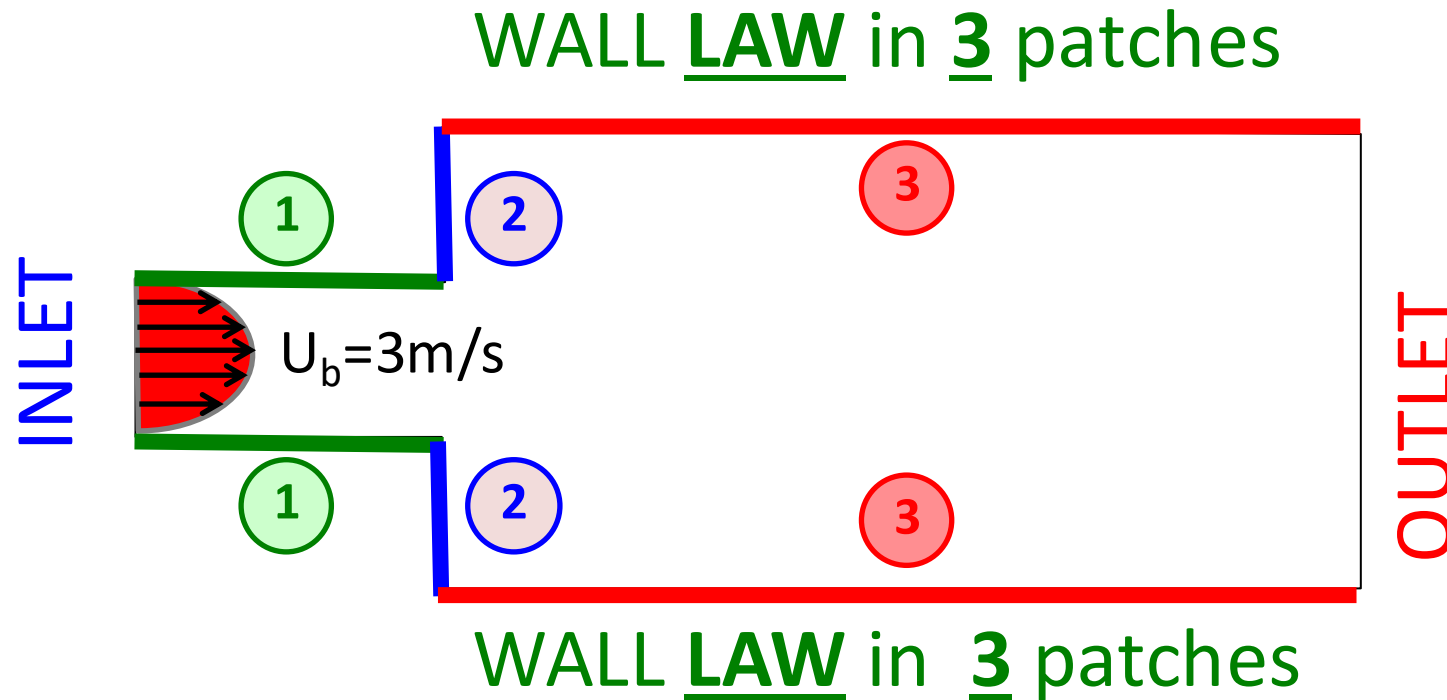 WALL LAW in 3 patches
3
1
2
INLET
U_b=3m/s
OUTLET
1
2
3
WALL LAW in 3 patches